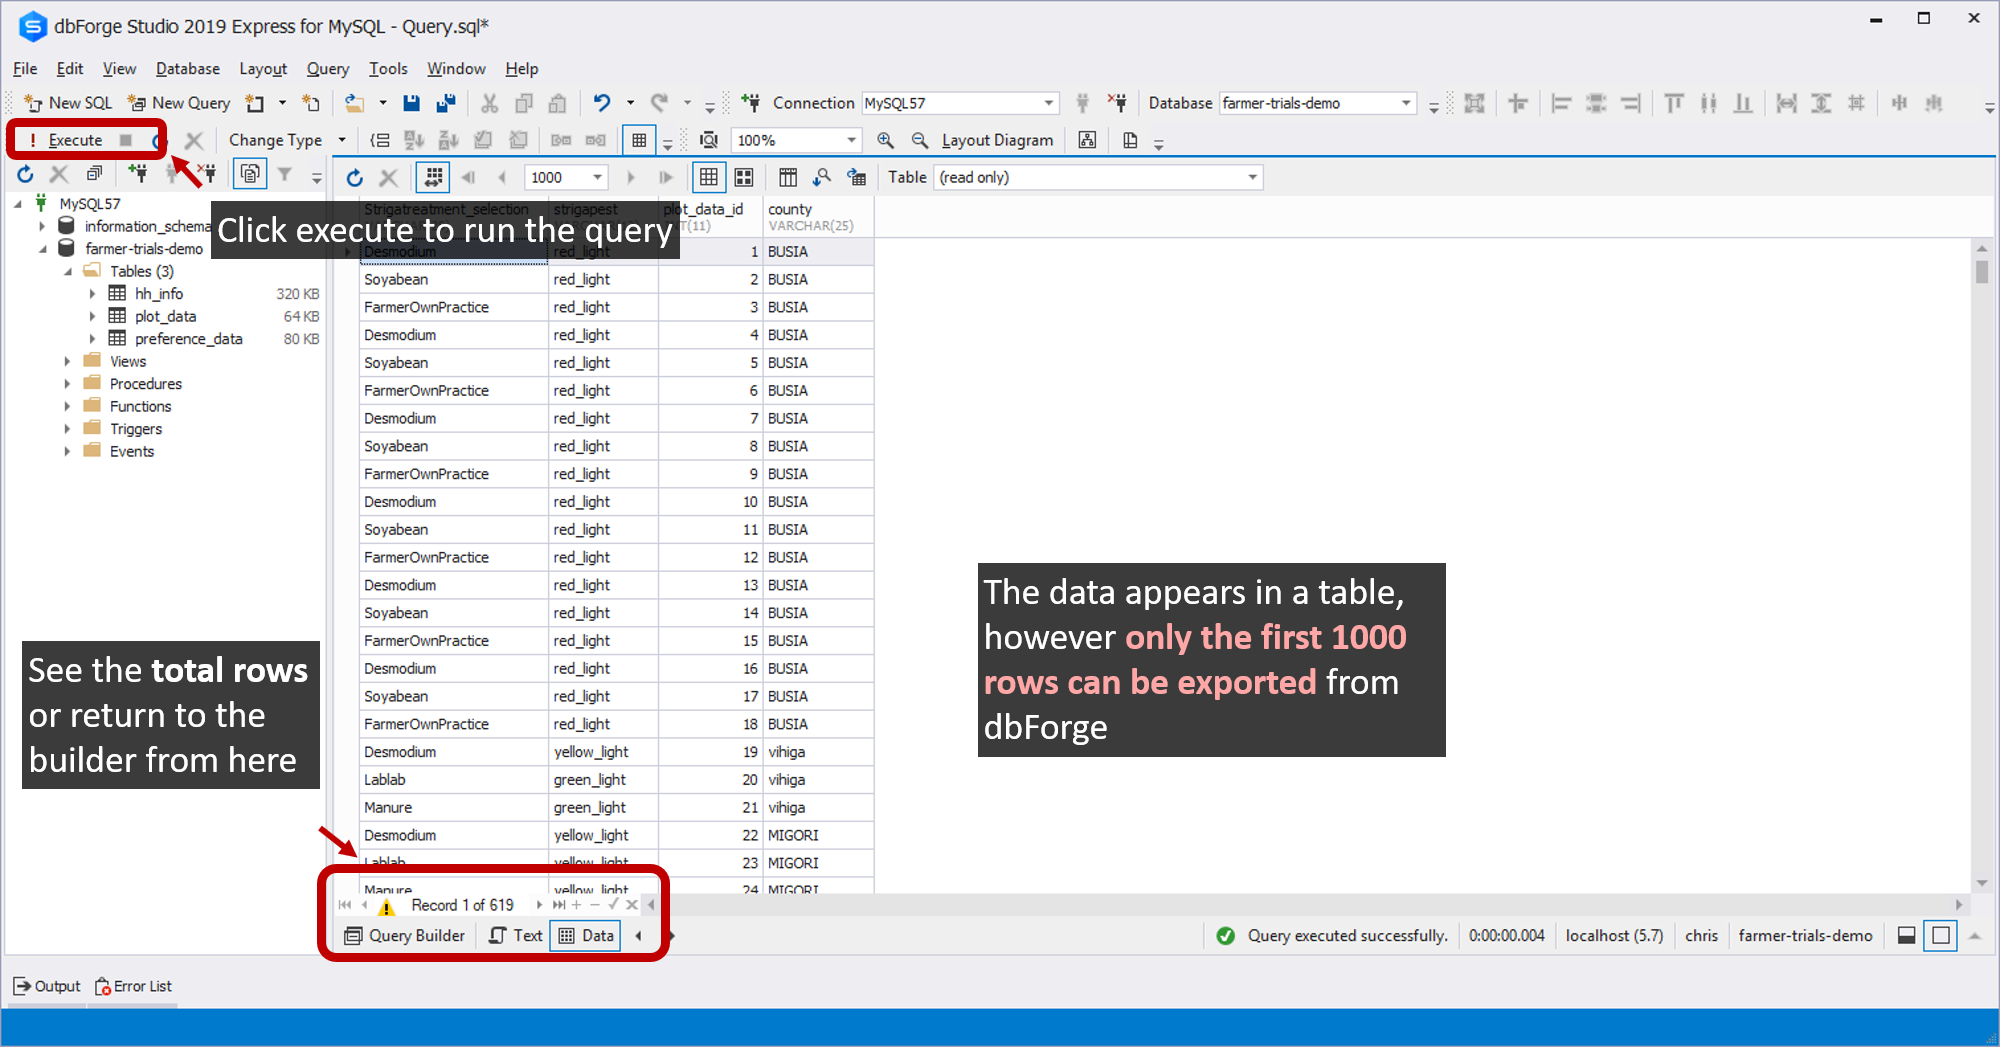 dbForge Studio 2019 Express for MySQL - Query.sql*
File Edit View Database Layout Query Tools Window Help
New SQL New Query Connection MySQL57 Database farmer-trials-demo
! Execute Change Type 100% Layout Diagram
1000 Table (read only)
MySQL57
information_schema
farmer-trials-demo
Tables (3)
hh_info 320 KB
plot_data 64 KB
preference_data 80 KB
Views
Procedures
Functions
Triggers
Events
Click execute to run the query
Strigatreatment_selection strigapest plot_data_id county
INT(11) VARCHAR(25)
Desmodium red_light 1 BUSIA
Soyabean red_light 2 BUSIA
FarmerOwnPractice red_light 3 BUSIA
Desmodium red_light 4 BUSIA
Soyabean red_light 5 BUSIA
FarmerOwnPractice red_light 6 BUSIA
Desmodium red_light 7 BUSIA
Soyabean red_light 8 BUSIA
FarmerOwnPractice red_light 9 BUSIA
Desmodium red_light 10 BUSIA
Soyabean red_light 11 BUSIA
FarmerOwnPractice red_light 12 BUSIA
Desmodium red_light 13 BUSIA
Soyabean red_light 14 BUSIA
FarmerOwnPractice red_light 15 BUSIA
Desmodium red_light 16 BUSIA
Soyabean red_light 17 BUSIA
FarmerOwnPractice red_light 18 BUSIA
Desmodium yellow_light 19 vihiga
Lablab green_light 20 vihiga
Manure green_light 21 vihiga
Desmodium yellow_light 22 MIGORI
Lablab yellow_light 23 MIGORI
Manure yellow_light 24 MIGORI
The data appears in a table,
however only the first 1000
rows can be exported from
dbForge
See the total rows
or return to the
builder from here
Record 1 of 619
Query Builder Text Data
Query executed successfully. 0:00:00.004 localhost (5.7) chris farmer-trials-demo
Output Error List